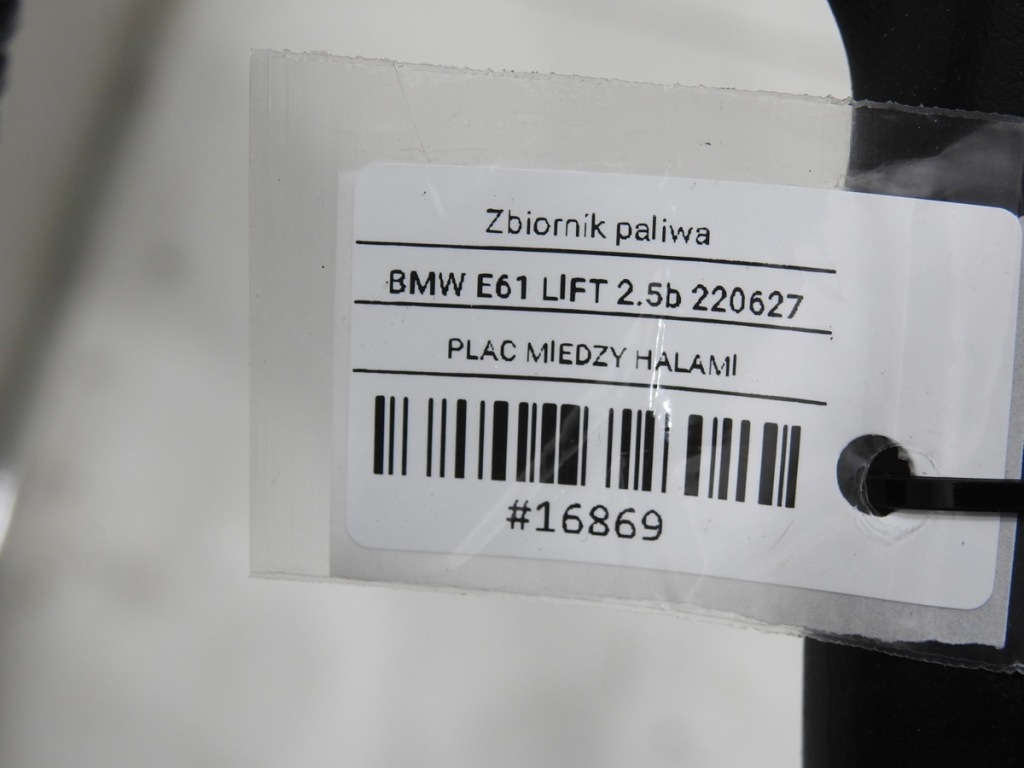 Zbiornik paliwa
BMW E61 LIFT 2.5b 220627
PLAC MIEDZY HALAMI
#16869